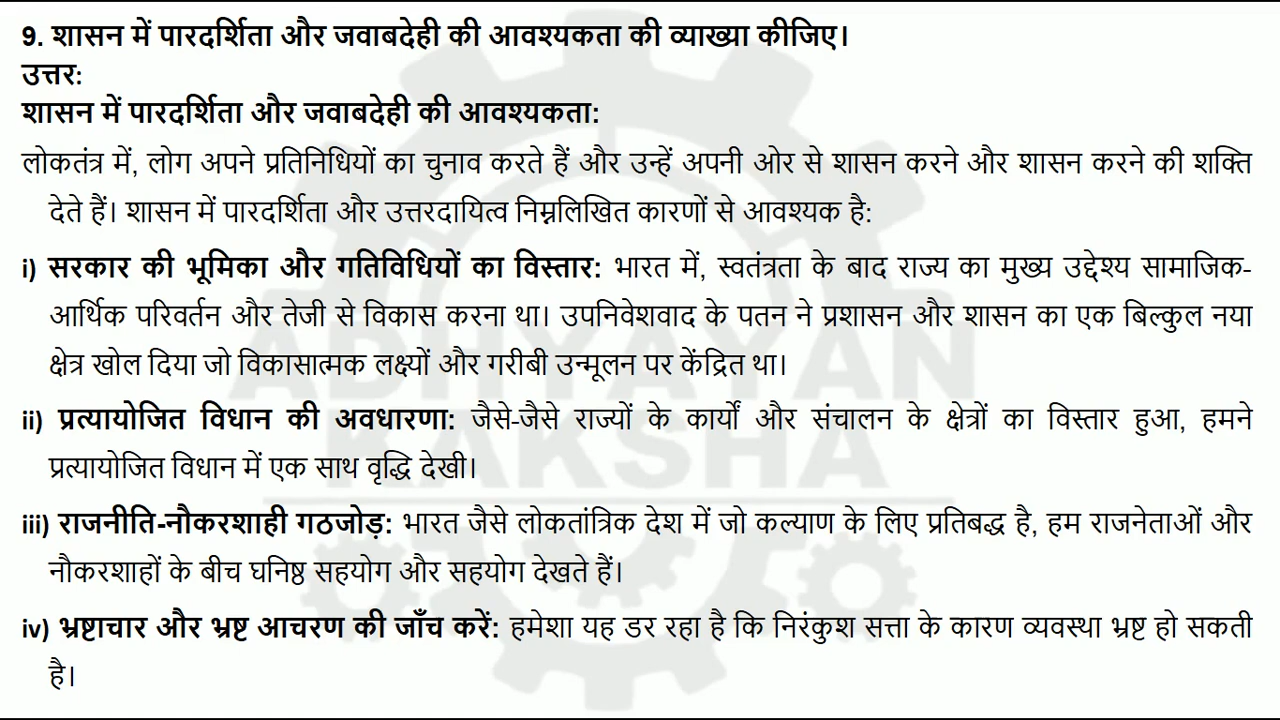 9. शासन में पारदर्शिता और जवाबदेही की आवश्यकता की व्याख्या कीजिए।
उत्तर:
शासन में पारदर्शिता और जवाबदेही की आवश्यकता:
लोकतंत्र में, लोग अपने प्रतिनिधियों का चुनाव करते हैं और उन्हें अपनी ओर से शासन करने और शासन करने की शक्ति
देते हैं। शासन में पारदर्शिता और उत्तरदायित्व निम्नलिखित कारणों से आवश्यक है:
i) सरकार की भूमिका और गतिविधियों का विस्तार: भारत में, स्वतंत्रता के बाद राज्य का मुख्य उद्देश्य सामाजिक-
आर्थिक परिवर्तन और तेजी से विकास करना था। उपनिवेशवाद के पतन ने प्रशासन और शासन का एक बिल्कुल नया
क्षेत्र खोल दिया जो विकासात्मक लक्ष्यों और गरीबी उन्मूलन पर केंद्रित था।
ii) प्रत्यायोजित विधान की अवधारणा: जैसे-जैसे राज्यों के कार्यों और संचालन के क्षेत्रों का विस्तार हुआ, हमने
प्रत्यायोजित विधान में एक साथ वृद्धि देखी।
iii) राजनीति-नौकरशाही गठजोड़: भारत जैसे लोकतांत्रिक देश में जो कल्याण के लिए प्रतिबद्ध है, हम राजनेताओं और
नौकरशाहों के बीच घनिष्ठ सहयोग और सहयोग देखते हैं।
iv) भ्रष्टाचार और भ्रष्ट आचरण की जाँच करें: हमेशा यह डर रहा है कि निरंकुश सत्ता के कारण व्यवस्था भ्रष्ट हो सकती
है।
ADHYAYAN
KAKSHA